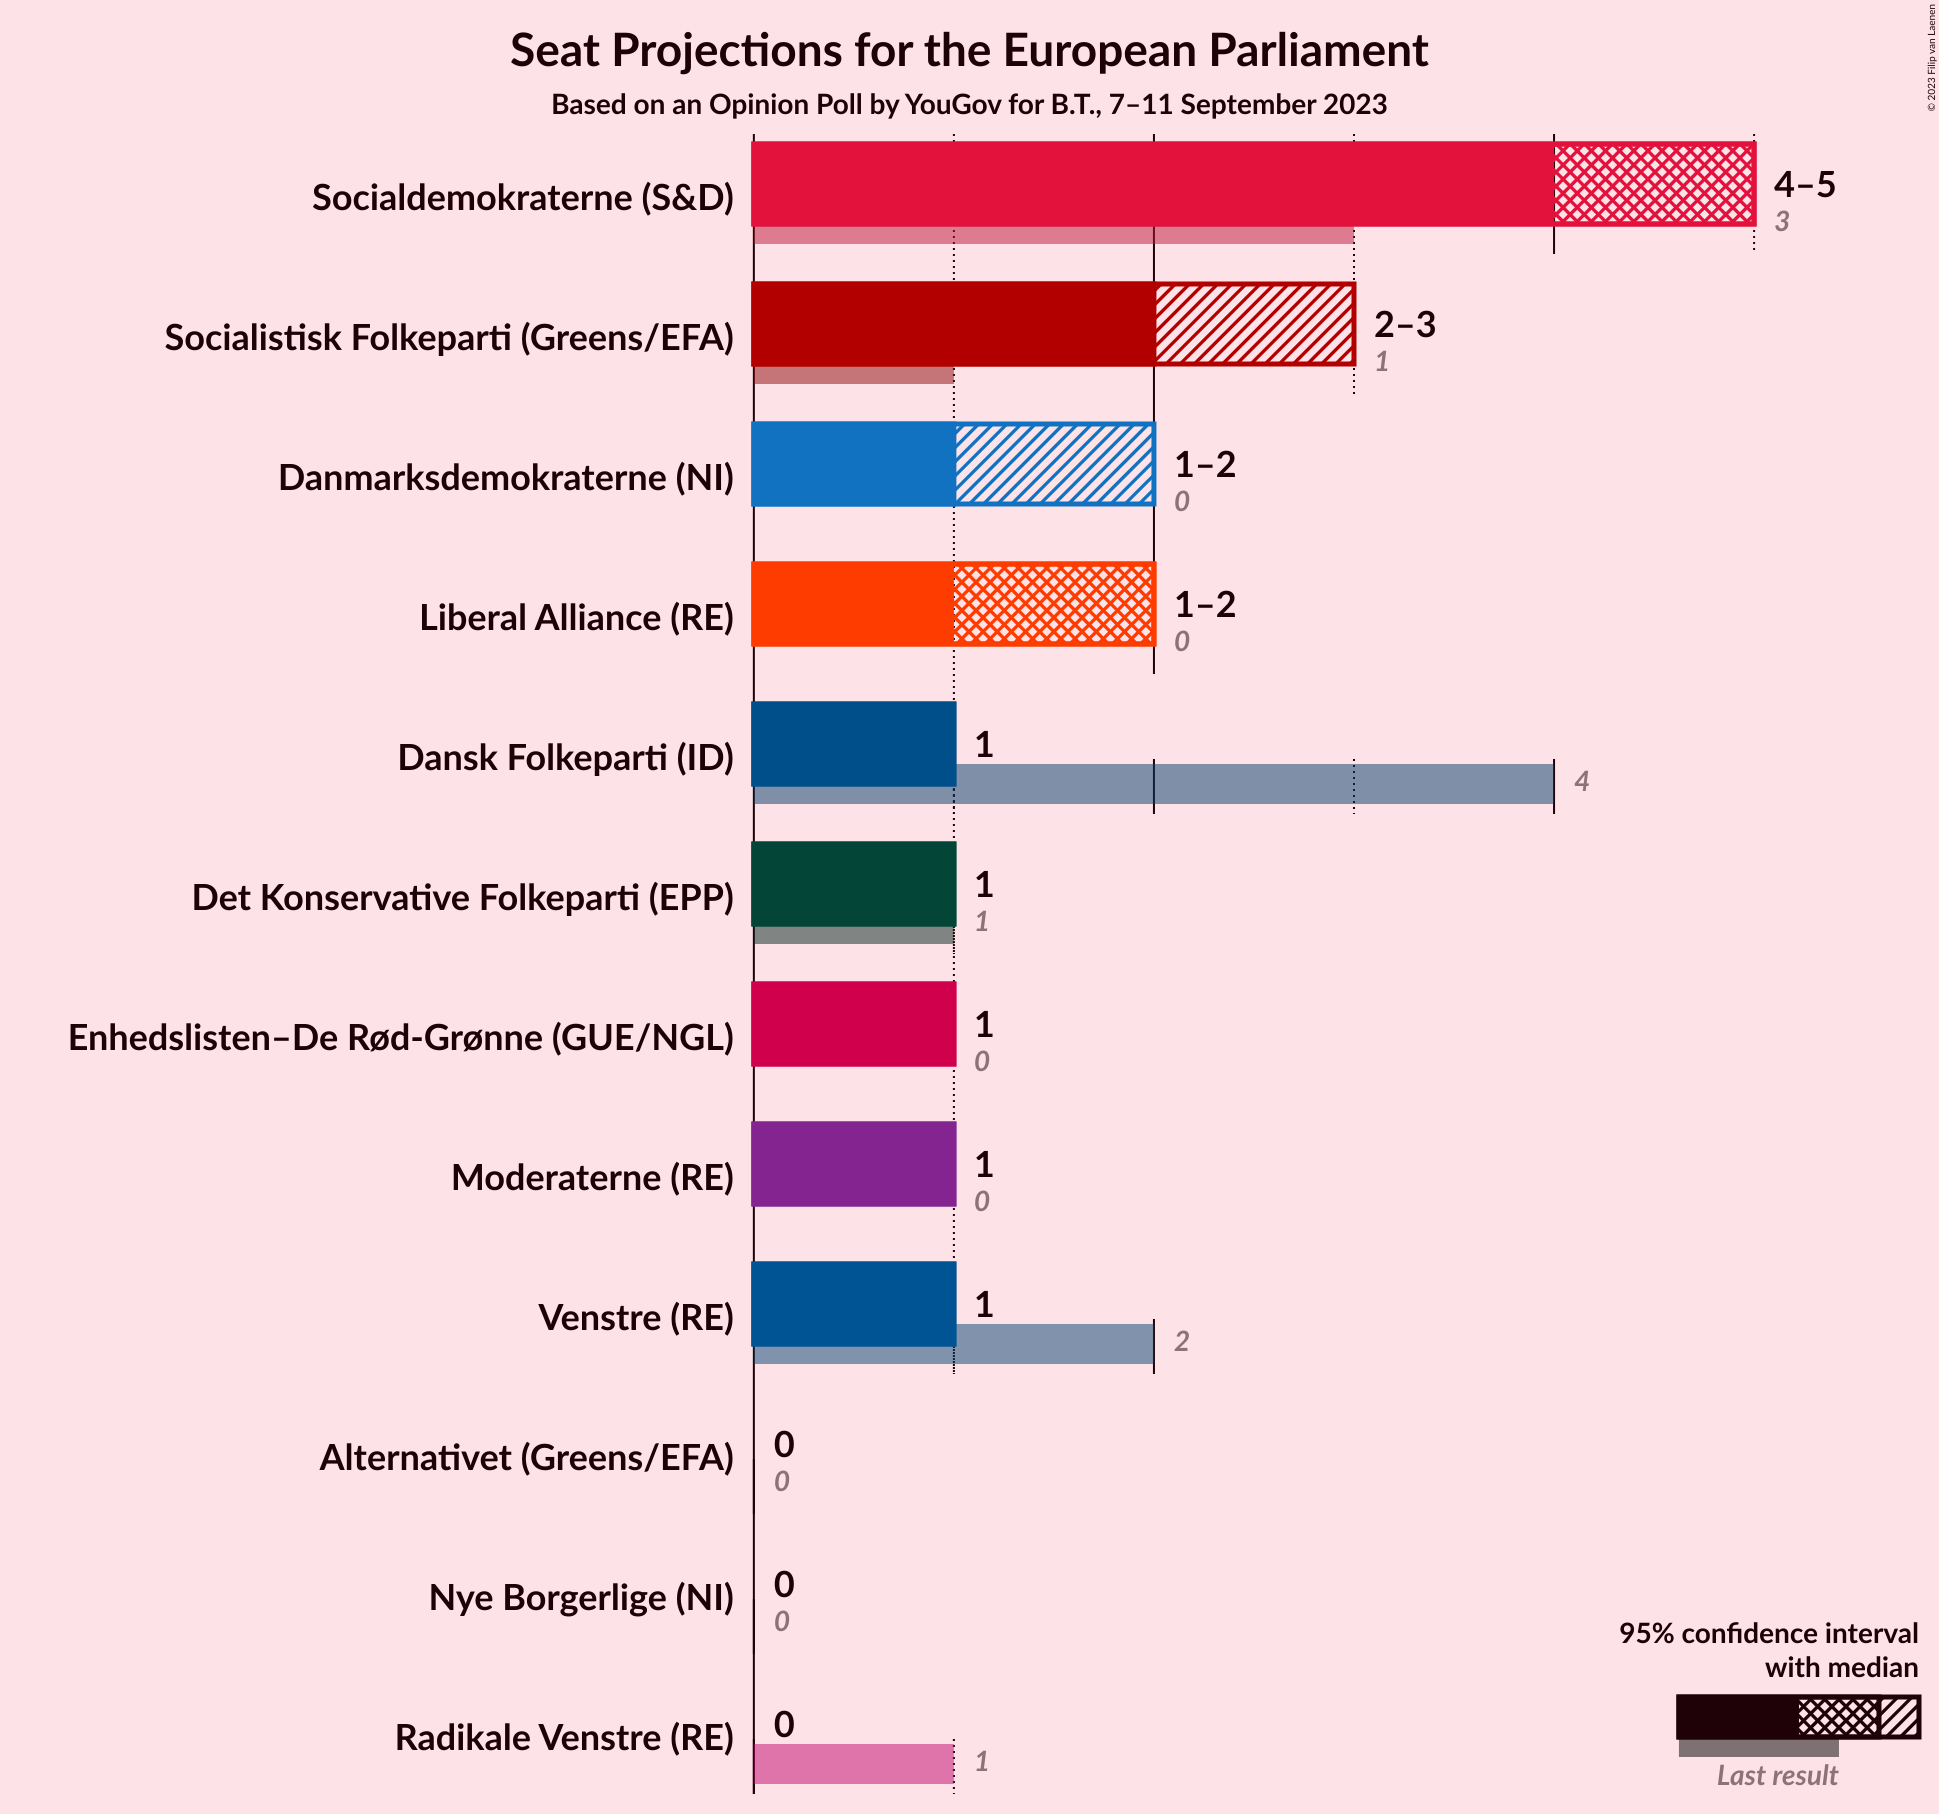 Seat Projections for the European Parliament
Based on an Opinion Poll by YouGov for B.T., 7–11 September 2023
© 2023 Filip van Laenen
Socialdemokraterne (S&D)
4–5
3
Socialistisk Folkeparti (Greens/EFA)
2–3
1
Danmarksdemokraterne (NI)
1–2
0
Liberal Alliance (RE)
1–2
0
Dansk Folkeparti (ID)
1
4
Det Konservative Folkeparti (EPP)
1
1
Enhedslisten–De Rød-Grønne (GUE/NGL)
1
0
Moderaterne (RE)
1
0
Venstre (RE)
1
2
Alternativet (Greens/EFA)
0
0
Nye Borgerlige (NI)
0
0
Radikale Venstre (RE)
0
1
95% confidence interval
with median
Last result